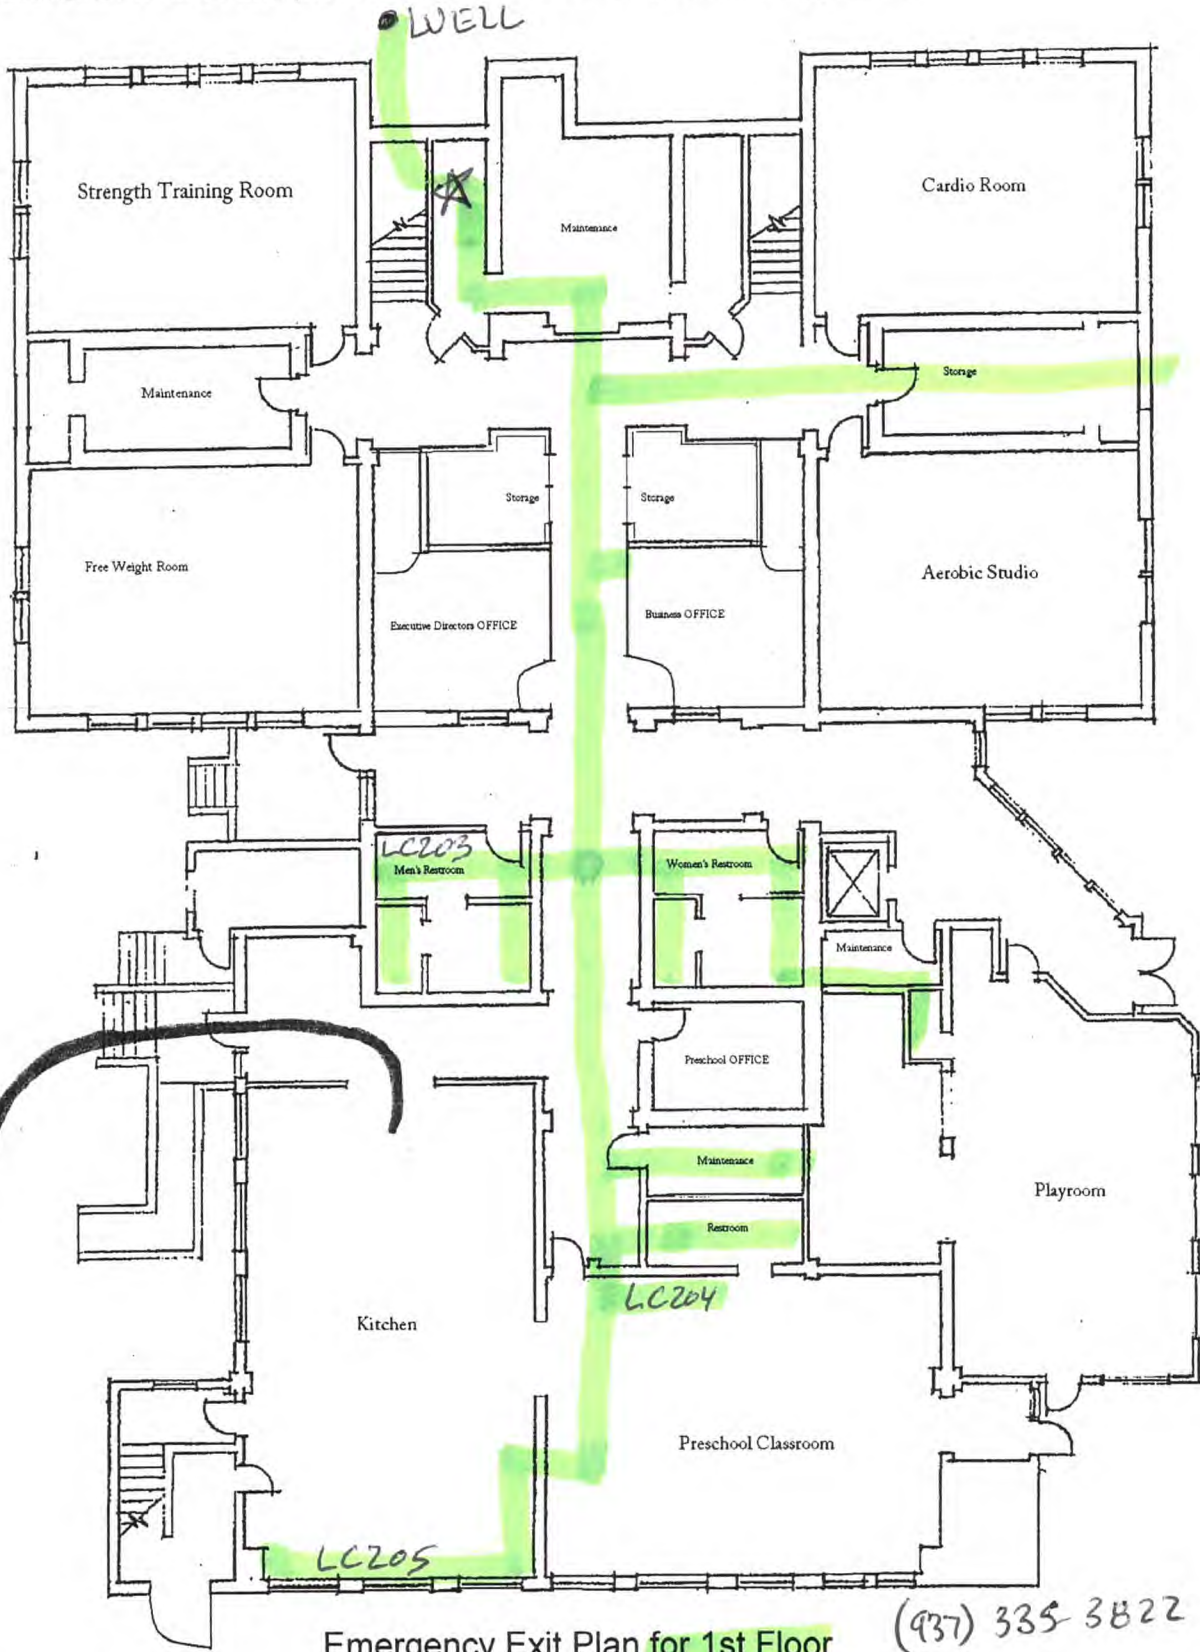 WELL
Strength Training Room
Cardio Room
Maintenance
Storage
Maintenance
Storage
Storage
Free Weight Room
Aerobic Studio
Executive Directors OFFICE
Business OFFICE
LC203
Men's Restroom
Women's Restroom
Maintenance
Preschool OFFICE
Maintenance
Playroom
Restroom
LC204
Kitchen
Preschool Classroom
LC205
(937) 335-3822
Emergency Exit Plan for 1st Floor